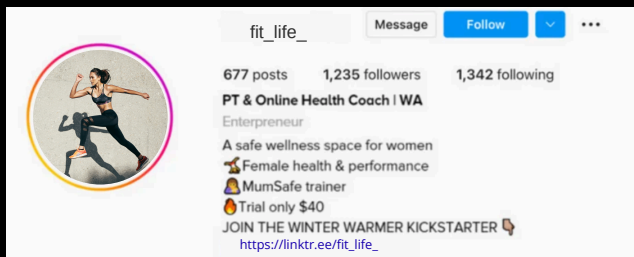 fit_life_
Message
Follow
677 posts 1,235 followers 1,342 following
PT & Online Health Coach | WA
Enterpreneur
A safe wellness space for women
🤸‍♀️Female health & performance
🤱MumSafe trainer
🔥Trial only $40
JOIN THE WINTER WARMER KICKSTARTER 👇🏽
https://linktr.ee/fit_life_